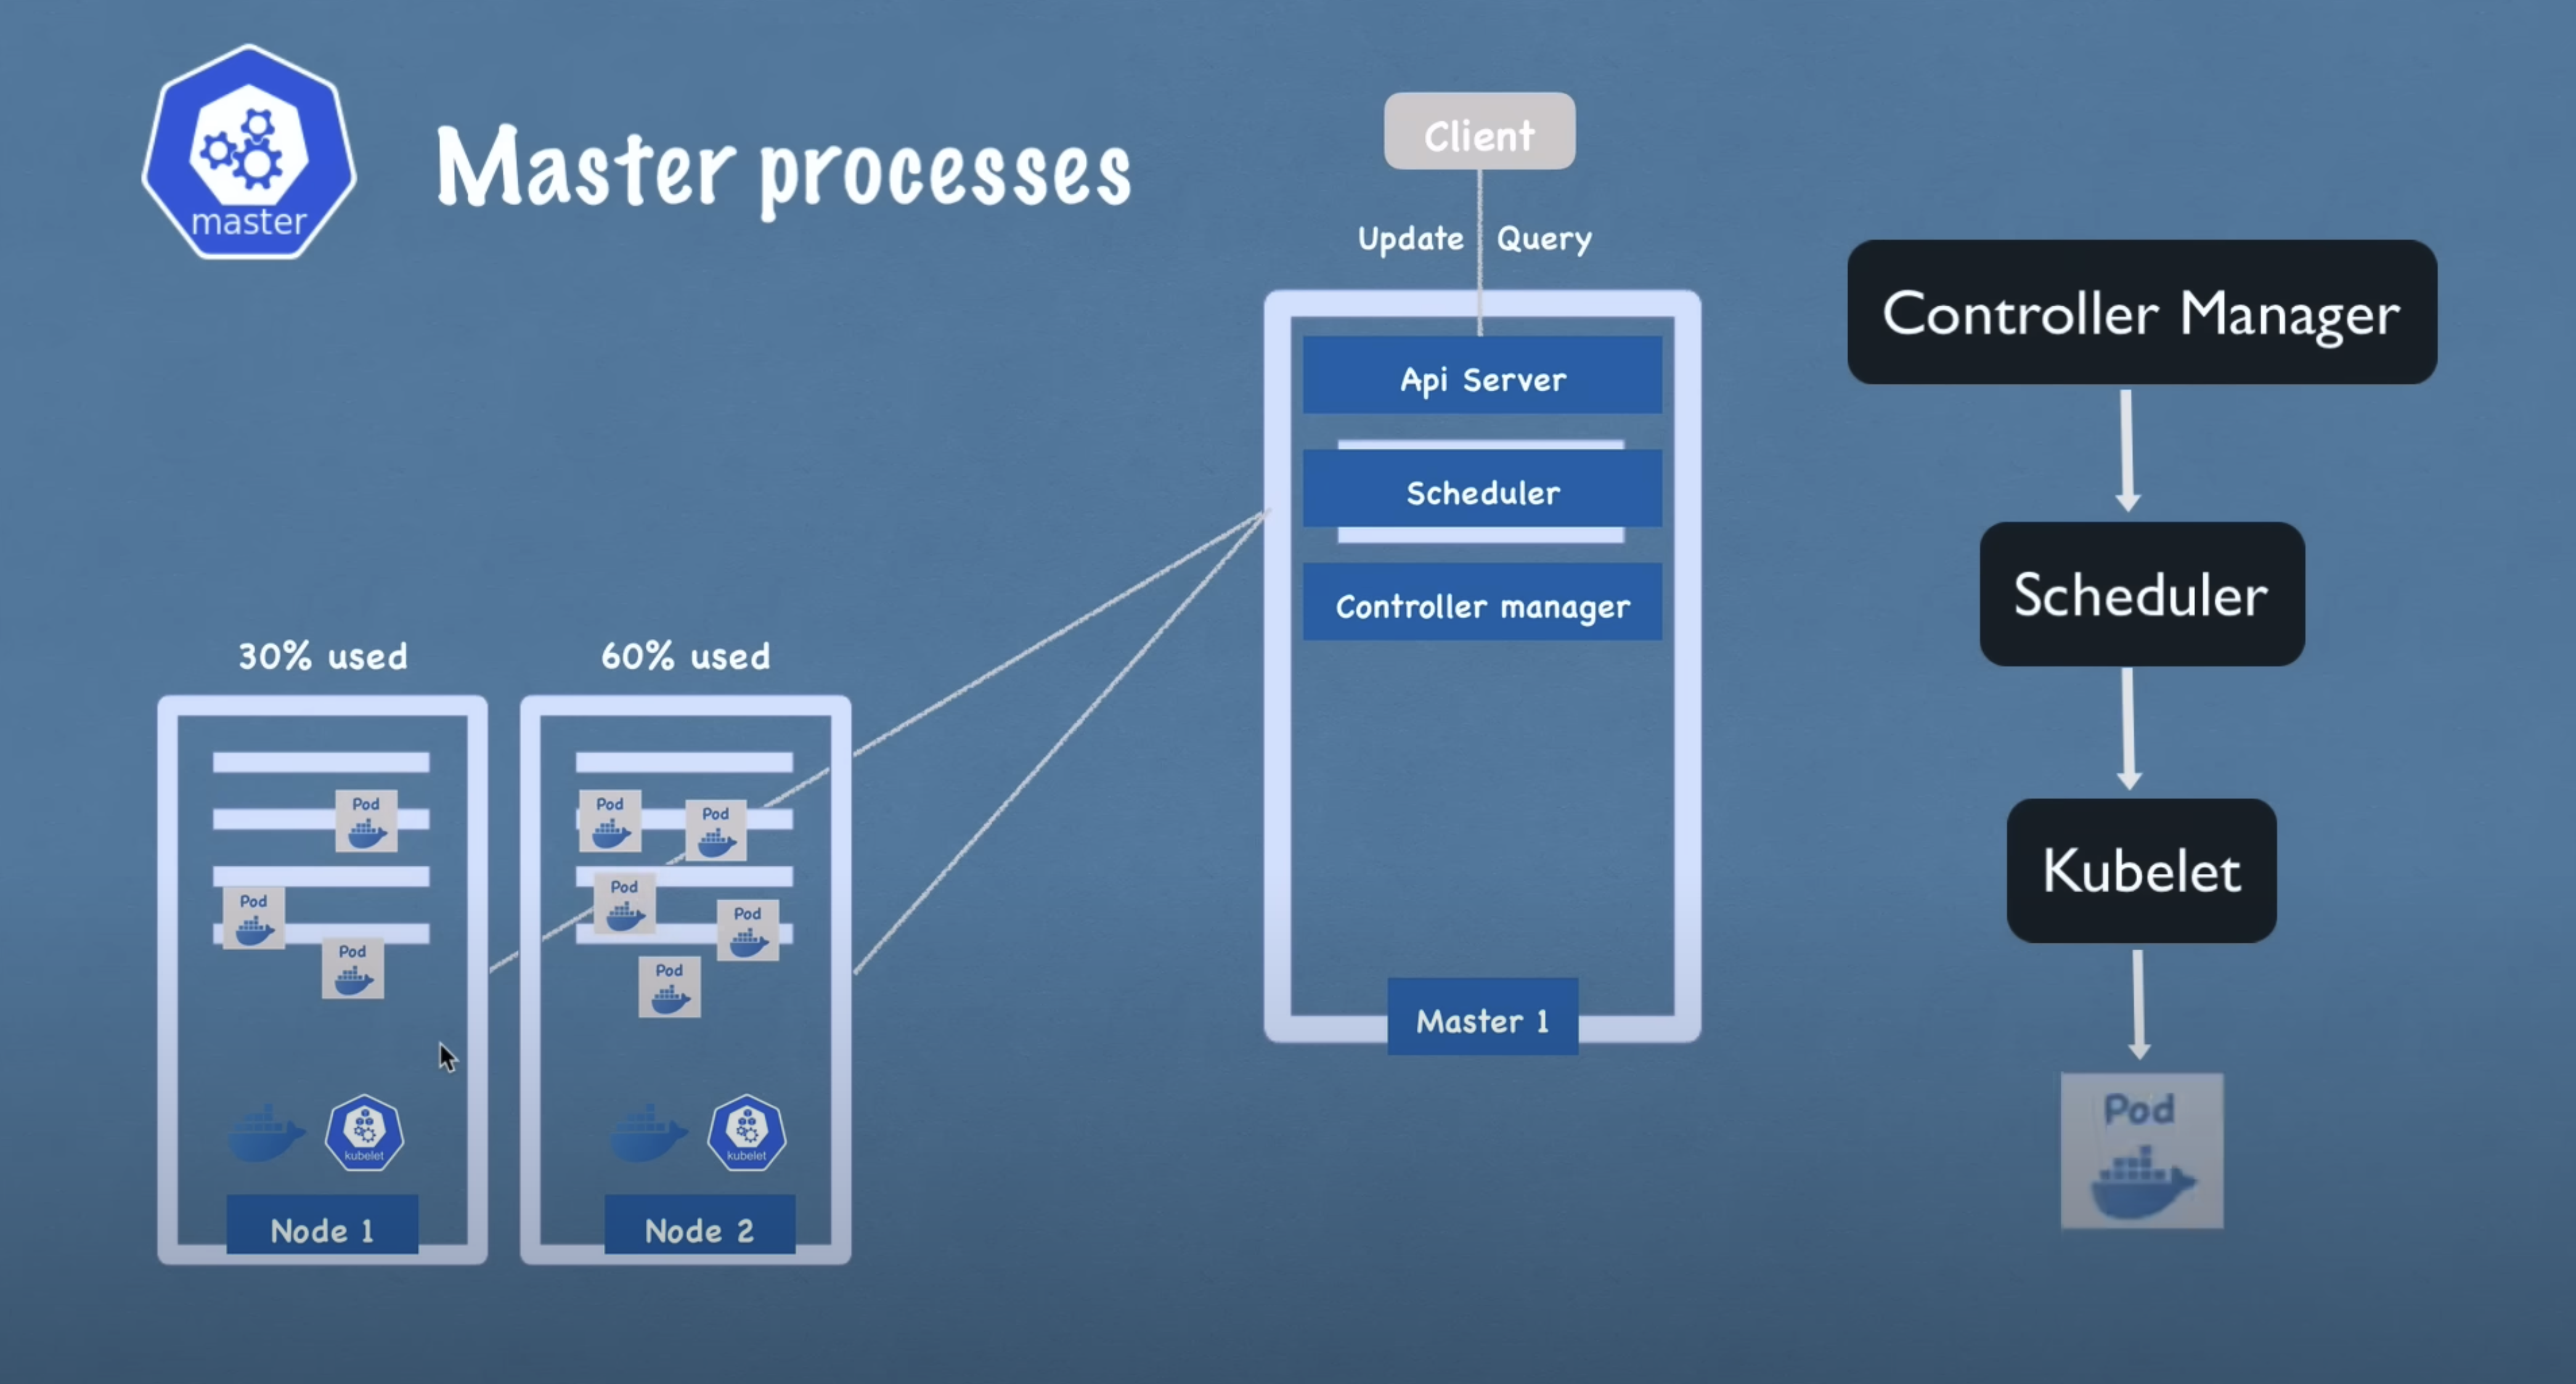 master
Master processes
Client
Update
Query
Api Server
Scheduler
Controller manager
Master 1
30% used
Pod
Pod
Pod
kubelet
Node 1
60% used
Pod
Pod
Pod
Pod
Pod
kubelet
Node 2
Controller Manager
Scheduler
Kubelet
Pod